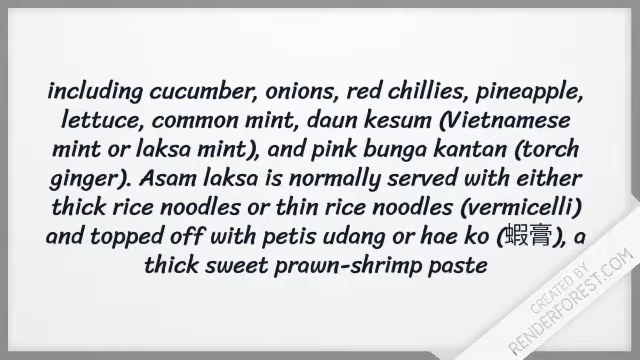 including cucumber, onions, red chillies, pineapple,
lettuce, common mint, daun kesum (Vietnamese
mint or laksa mint), and pink bunga kantan (torch
ginger). Asam laksa is normally served with either
thick rice noodles or thin rice noodles (vermicelli)
and topped off with petis udang or hae ko (蝦膏), a
thick sweet prawn-shrimp paste
CREATED BY
RENDERFOREST.COM